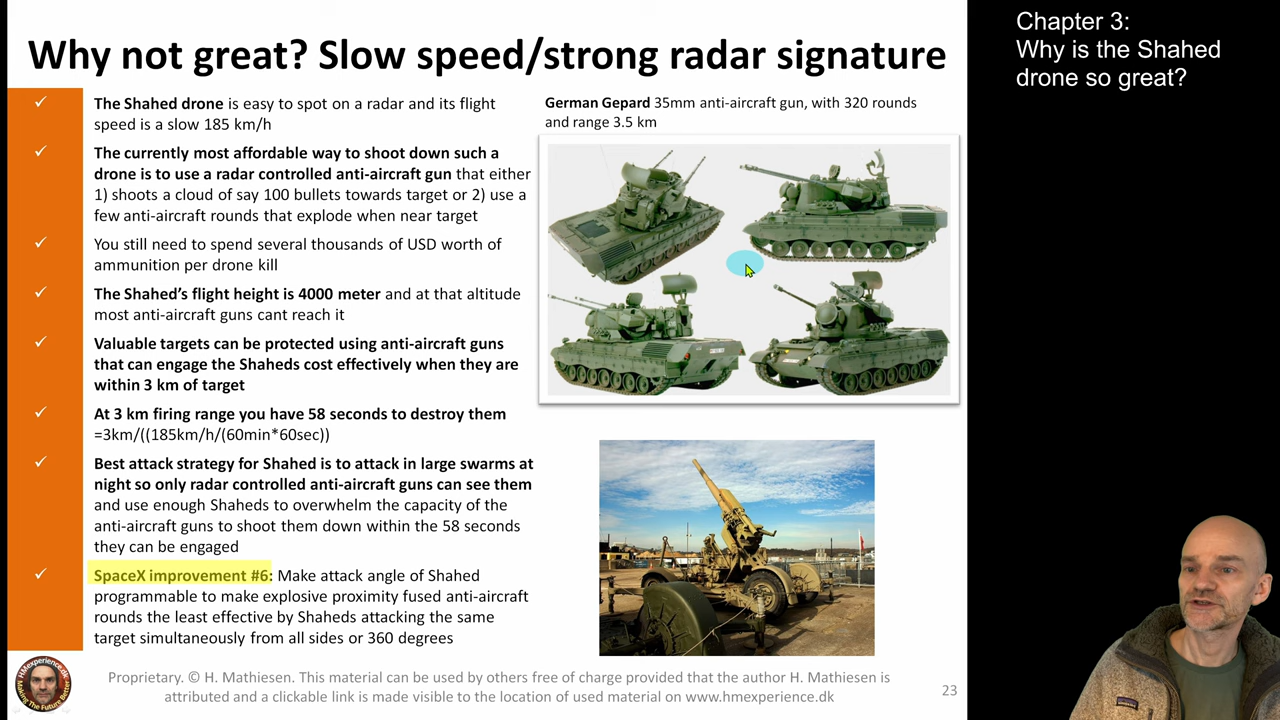 Why not great? Slow speed/strong radar signature
The Shahed drone is easy to spot on a radar and its flight
speed is a slow 185 km/h
The currently most affordable way to shoot down such a
drone is to use a radar controlled anti-aircraft gun that either
1) shoots a cloud of say 100 bullets towards target or 2) use a
few anti-aircraft rounds that explode when near target
You still need to spend several thousands of USD worth of
ammunition per drone kill
The Shahed's flight height is 4000 meter and at that altitude
most anti-aircraft guns cant reach it
Valuable targets can be protected using anti-aircraft guns
that can engage the Shaheds cost effectively when they are
within 3 km of target
At 3 km firing range you have 58 seconds to destroy them
=3km/((185km/h/(60min*60sec))
Best attack strategy for Shahed is to attack in large swarms at
night so only radar controlled anti-aircraft guns can see them
and use enough Shaheds to overwhelm the capacity of the
anti-aircraft guns to shoot them down within the 58 seconds
they can be engaged
SpaceX improvement #6: Make attack angle of Shahed
programmable to make explosive proximity fused anti-aircraft
rounds the least effective by Shaheds attacking the same
target simultaneously from all sides or 360 degrees
German Gepard 35mm anti-aircraft gun, with 320 rounds
and range 3.5 km
Proprietary. © H. Mathiesen. This material can be used by others free of charge provided that the author H. Mathiesen is
attributed and a clickable link is made visible to the location of used material on www.hmexperience.dk
23
HMexperience.dk
Making The Future Better
Chapter 3:
Why is the Shahed
drone so great?